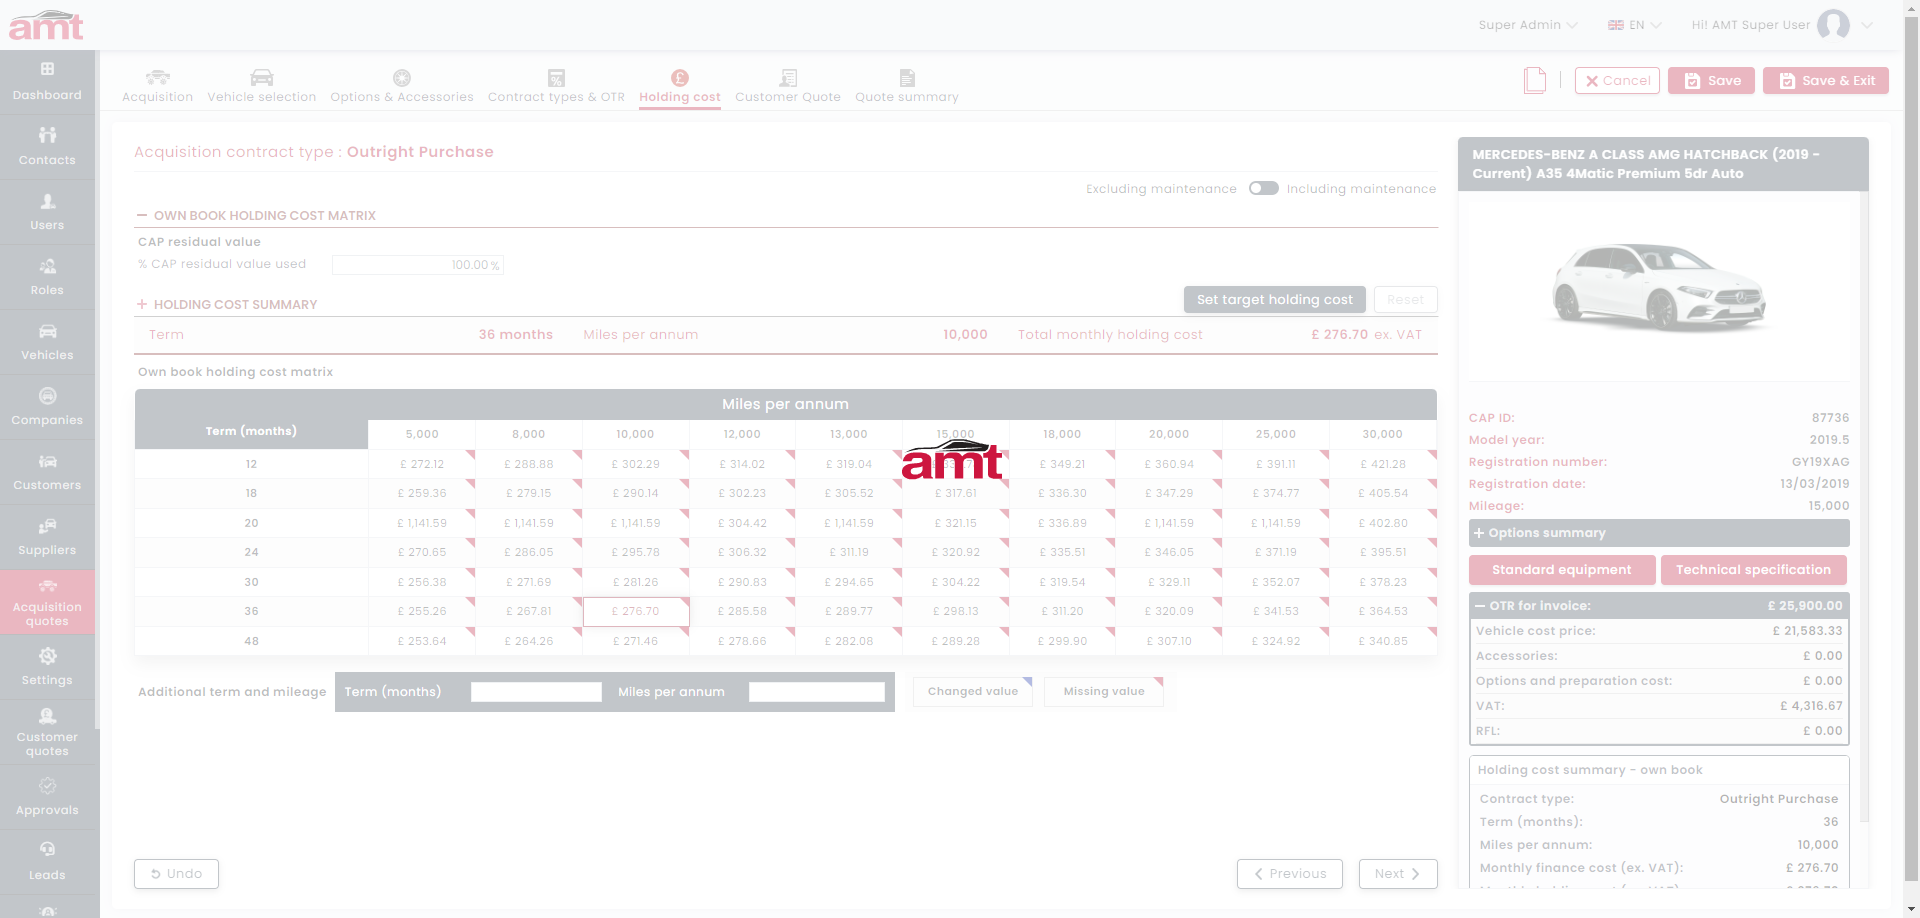 amt
Super Admin
EN
Hi! AMT Super User
Dashboard
Contacts
Users
Roles
Vehicles
Companies
Customers
Suppliers
Acquisition
quotes
Settings
Customer
quotes
Approvals
Leads
Acquisition
Vehicle selection
Options & Accessories
Contract types & OTR
Holding cost
Customer Quote
Quote summary
Cancel
Save
Save & Exit
Acquisition contract type : Outright Purchase
Excluding maintenance
Including maintenance
OWN BOOK HOLDING COST MATRIX
CAP residual value
% CAP residual value used 100.00 %
HOLDING COST SUMMARY
Set target holding cost
Reset
Term 36 months Miles per annum 10,000 Total monthly holding cost £ 276.70 ex. VAT
Own book holding cost matrix
Miles per annum
Term (months) 5,000 8,000 10,000 12,000 13,000 15,000 18,000 20,000 25,000 30,000
12 £ 272.12 £ 288.88 £ 302.29 £ 314.02 £ 319.04 £ 349.21 £ 360.94 £ 391.11 £ 421.28
amt
18 £ 259.36 £ 279.15 £ 290.14 £ 302.23 £ 305.52 £ 317.61 £ 336.30 £ 347.29 £ 374.77 £ 405.54
20 £ 1,141.59 £ 1,141.59 £ 1,141.59 £ 304.42 £ 1,141.59 £ 321.15 £ 336.89 £ 1,141.59 £ 1,141.59 £ 402.80
24 £ 270.65 £ 286.05 £ 295.78 £ 306.32 £ 311.19 £ 320.92 £ 335.51 £ 346.05 £ 371.19 £ 395.51
30 £ 256.38 £ 271.69 £ 281.26 £ 290.83 £ 294.65 £ 304.22 £ 319.54 £ 329.11 £ 352.07 £ 378.23
36 £ 255.26 £ 267.81 £ 276.70 £ 285.58 £ 289.77 £ 298.13 £ 311.20 £ 320.09 £ 341.53 £ 364.53
48 £ 253.64 £ 264.26 £ 271.46 £ 278.66 £ 282.08 £ 289.28 £ 299.90 £ 307.10 £ 324.92 £ 340.85
Additional term and mileage Term (months) Miles per annum
Changed value
Missing value
Undo
Previous
Next
MERCEDES-BENZ A CLASS AMG HATCHBACK (2019 -
Current) A35 4Matic Premium 5dr Auto
CAP ID: 87736
Model year: 2019.5
Registration number: GY19XAG
Registration date: 13/03/2019
Mileage: 15,000
Options summary
Standard equipment
Technical specification
OTR for invoice: £ 25,900.00
Vehicle cost price: £ 21,583.33
Accessories: £ 0.00
Options and preparation cost: £ 0.00
VAT: £ 4,316.67
RFL: £ 0.00
Holding cost summary - own book
Contract type: Outright Purchase
Term (months): 36
Miles per annum: 10,000
Monthly finance cost (ex. VAT): £ 276.70